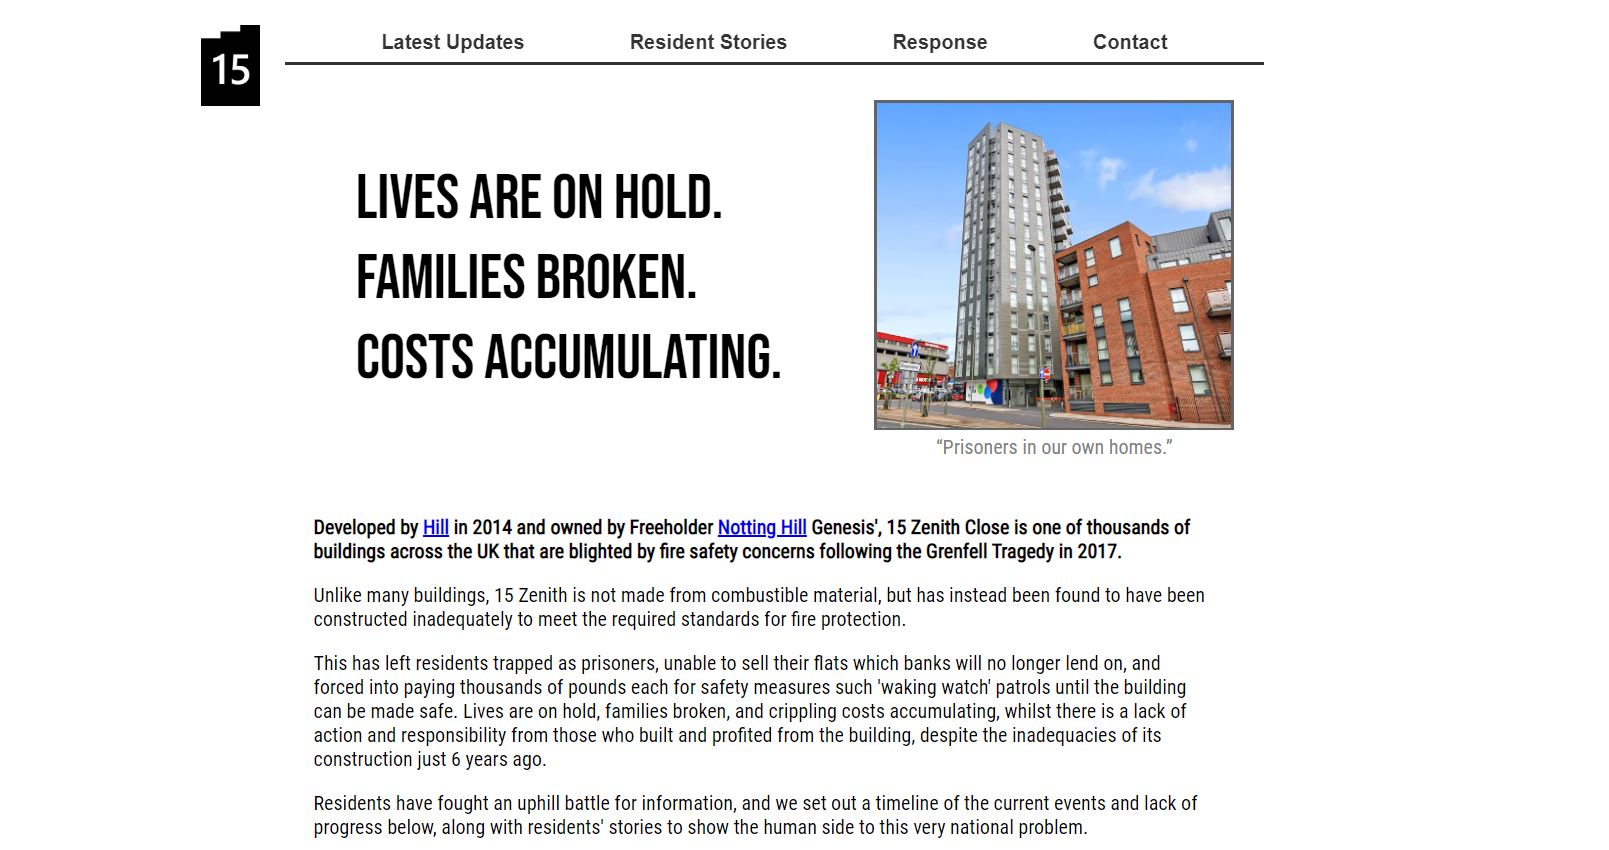 15
Latest Updates
Resident Stories
Response
Contact
LIVES ARE ON HOLD.
FAMILIES BROKEN.
COSTS ACCUMULATING.
“Prisoners in our own homes.”
Developed by Hill in 2014 and owned by Freeholder Notting Hill Genesis', 15 Zenith Close is one of thousands of
buildings across the UK that are blighted by fire safety concerns following the Grenfell Tragedy in 2017.
Unlike many buildings, 15 Zenith is not made from combustible material, but has instead been found to have been
constructed inadequately to meet the required standards for fire protection.
This has left residents trapped as prisoners, unable to sell their flats which banks will no longer lend on, and
forced into paying thousands of pounds each for safety measures such 'waking watch' patrols until the building
can be made safe. Lives are on hold, families broken, and crippling costs accumulating, whilst there is a lack of
action and responsibility from those who built and profited from the building, despite the inadequacies of its
construction just 6 years ago.
Residents have fought an uphill battle for information, and we set out a timeline of the current events and lack of
progress below, along with residents' stories to show the human side to this very national problem.